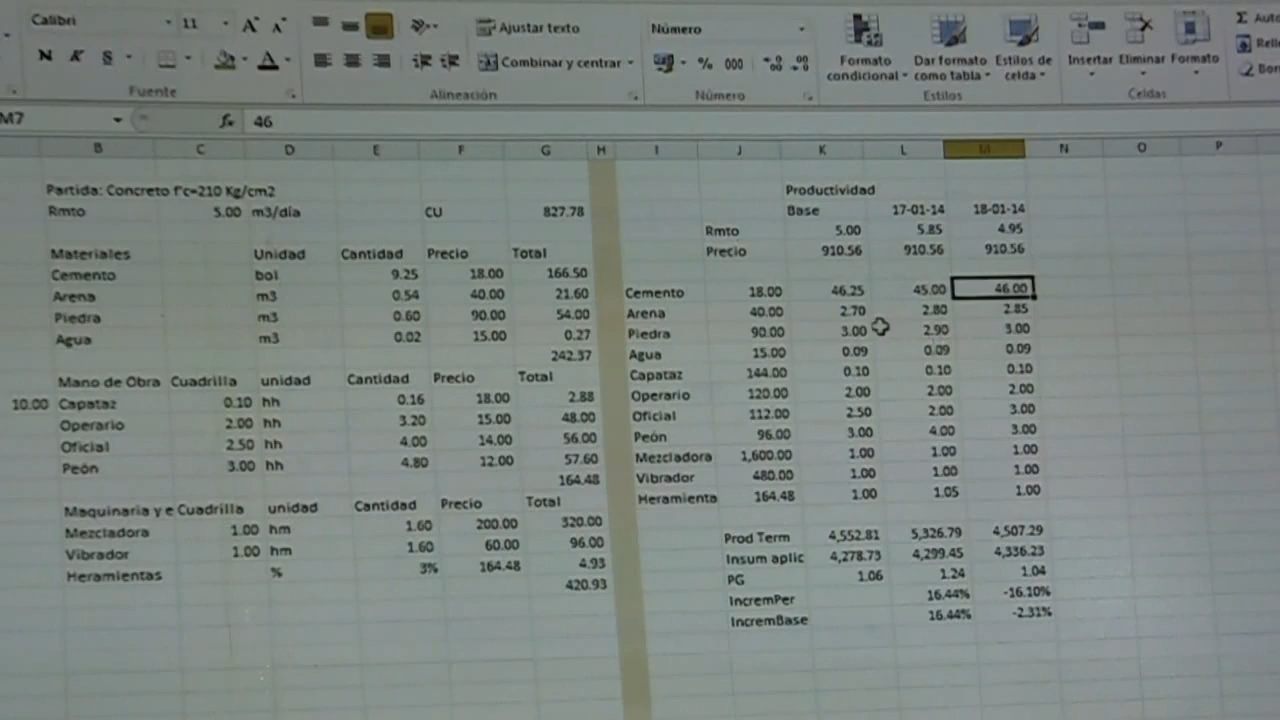 Calibri 11 A A Ajustar texto Número Σ Auto
N K S A Combinar y centrar % 000 Formato condicional Dar formato como tabla Estilos de celda Insertar Eliminar Formato Relle Bor
Fuente Alineación Número Estilos Celdas
M7 fx 46
B C D E F G H I J K L M N O P
Partida: Concreto f'c=210 Kg/cm2 Productividad
Rmto 5.00 m3/día CU 827.78 Base 17-01-14 18-01-14
Rmto 5.00 5.85 4.95
Materiales Unidad Cantidad Precio Total Precio 910.56 910.56 910.56
Cemento bol 9.25 18.00 166.50 Cemento 18.00 46.25 45.00 46.00
Arena m3 0.54 40.00 21.60 Arena 40.00 2.70 2.80 2.85
Piedra m3 0.60 90.00 54.00 Piedra 90.00 3.00 2.90 3.00
Agua m3 0.02 15.00 0.27 Agua 15.00 0.09 0.09 0.09
242.37 Capataz 144.00 0.10 0.10 0.10
Mano de Obra Cuadrilla unidad Cantidad Precio Total Operario 120.00 2.00 2.00 2.00
10.00 Capataz 0.10 hh 0.16 18.00 2.88 Oficial 112.00 2.50 2.00 3.00
Operario 2.00 hh 3.20 15.00 48.00 Peón 96.00 3.00 4.00 3.00
Oficial 2.50 hh 4.00 14.00 56.00 Mezcladora 1,600.00 1.00 1.00 1.00
Peón 3.00 hh 4.80 12.00 57.60 Vibrador 480.00 1.00 1.00 1.00
164.48 Heramienta 164.48 1.00 1.05 1.00
Maquinaria y e Cuadrilla unidad Cantidad Precio Total
Mezcladora 1.00 hm 1.60 200.00 320.00 Prod Term 4,552.81 5,326.79 4,507.29
Vibrador 1.00 hm 1.60 60.00 96.00 Insum aplic 4,278.73 4,299.45 4,336.23
Heramientas % 3% 164.48 4.93 PG 1.06 1.24 1.04
420.93 IncremPer 16.44% -16.10%
IncremBase 16.44% -2.31%